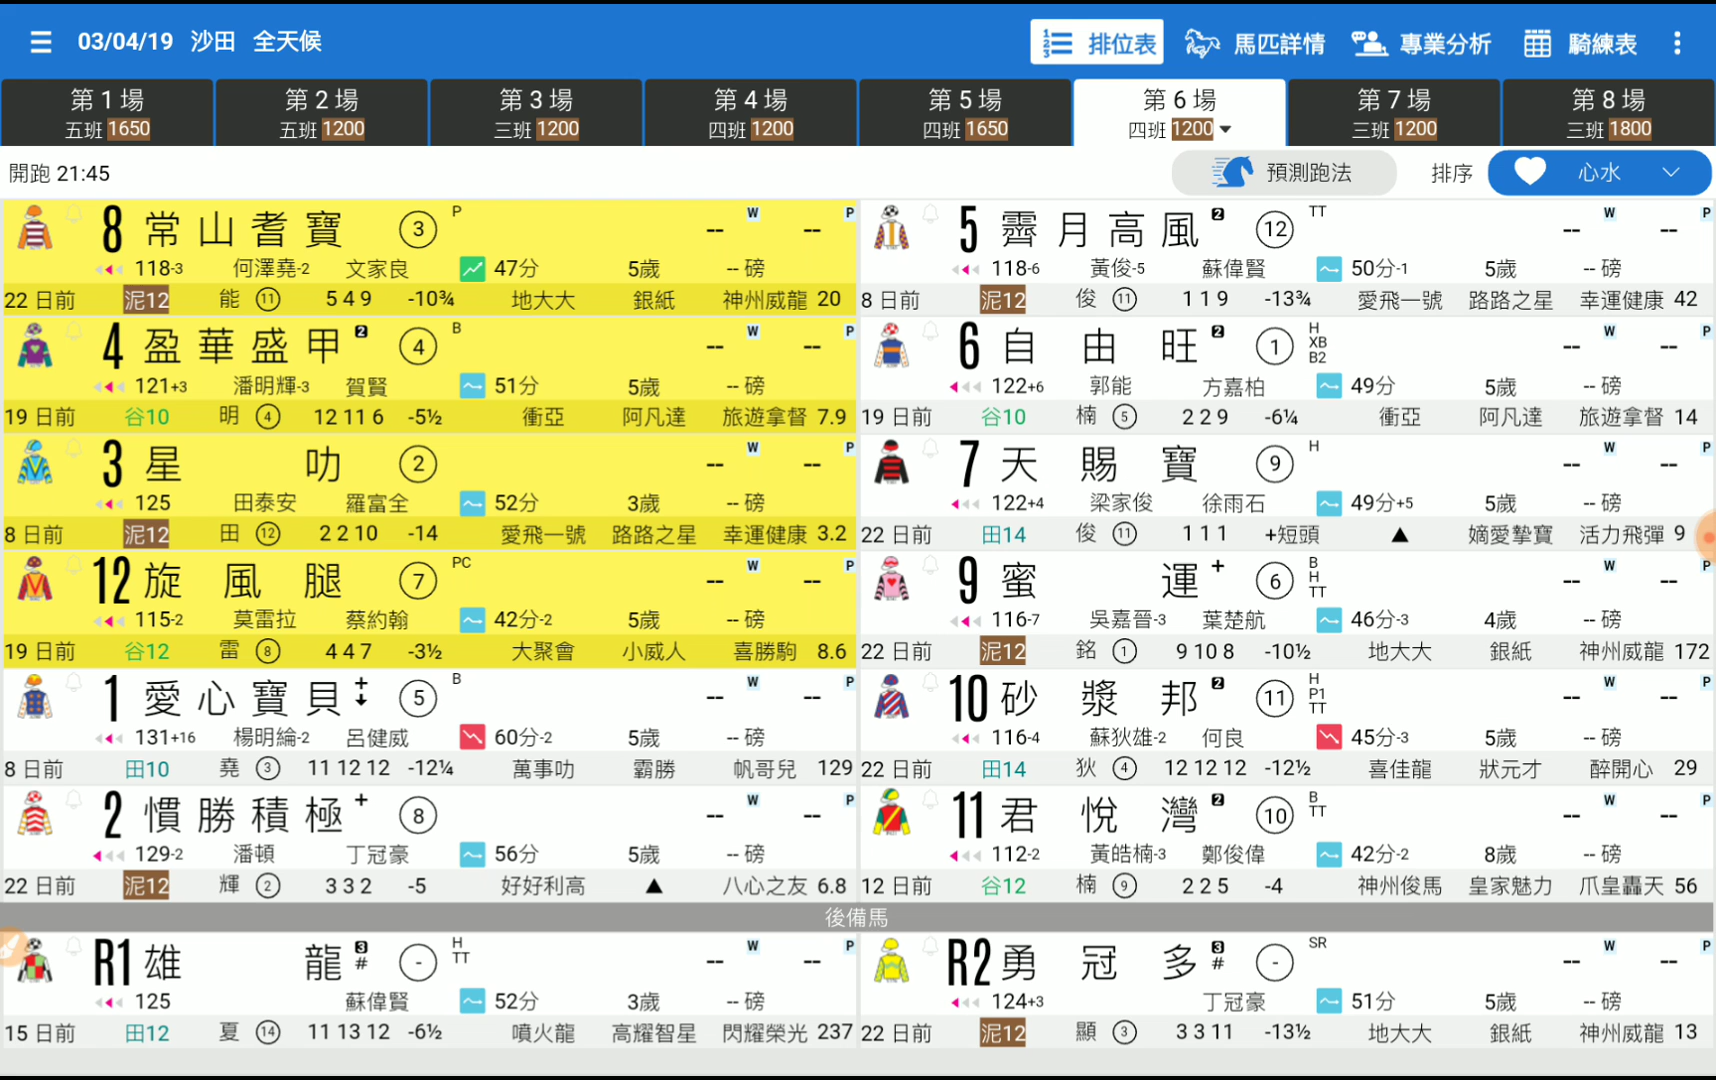 03/04/19 沙田 全天候
排位表 馬匹詳情 專業分析 騎練表
第 1 場 第 2 場 第 3 場 第 4 場 第 5 場 第 6 場 第 7 場 第 8 場
五班 1650 五班 1200 三班 1200 四班 1200 四班 1650 四班 1200 三班 1200 三班 1800
開跑 21:45 預測跑法 排序 心水
8 常山耆寶 3 P -- W -- P
118-3 何澤堯-2 文家良 47分 5歲 -- 磅
22 日前 泥12 能 11 5 4 9 -10¾ 地大大 銀紙 神州威龍 20
4 盈華盛甲 2 4 B -- W -- P
121+3 潘明輝-3 賀賢 51分 5歲 -- 磅
19 日前 谷10 明 4 12 11 6 -5½ 衝亞 阿凡達 旅遊拿督 7.9
3 星叻 2 -- W -- P
125 田泰安 羅富全 52分 3歲 -- 磅
8 日前 泥12 田 12 2 2 10 -14 愛飛一號 路路之星 幸運健康 3.2
12 旋風腿 7 PC -- W -- P
115-2 莫雷拉 蔡約翰 42分-2 5歲 -- 磅
19 日前 谷12 雷 8 4 4 7 -3½ 大聚會 小威人 喜勝駒 8.6
1 愛心寶貝 + 5 B -- W -- P
131+16 楊明綸-2 呂健威 60分-2 5歲 -- 磅
8 日前 田10 堯 3 11 12 12 -12¼ 萬事叻 霸勝 帆哥兒 129
2 慣勝積極 + 8 -- W -- P
129-2 潘頓 丁冠豪 56分 5歲 -- 磅
22 日前 泥12 輝 2 3 3 2 -5 好好利高 ▲ 八心之友 6.8
5 霽月高風 2 12 TT -- W -- P
118-6 黃俊-5 蘇偉賢 50分-1 5歲 -- 磅
8 日前 泥12 俊 11 1 1 9 -13¾ 愛飛一號 路路之星 幸運健康 42
6 自由旺 2 1 H XB B2 -- W -- P
122+6 郭能 方嘉柏 49分 5歲 -- 磅
19 日前 谷10 楠 5 2 2 9 -6¼ 衝亞 阿凡達 旅遊拿督 14
7 天賜寶 9 H -- W -- P
122+4 梁家俊 徐雨石 49分+5 5歲 -- 磅
22 日前 田14 俊 11 1 1 1 +短頭 ▲ 嫡愛摯寶 活力飛彈 9
9 蜜運 + 6 B H TT -- W -- P
116-7 吳嘉晉-3 葉楚航 46分-3 4歲 -- 磅
22 日前 泥12 銘 1 9 10 8 -10½ 地大大 銀紙 神州威龍 172
10 砂漿邦 2 11 H P1 TT -- W -- P
116-4 蘇狄雄-2 何良 45分-3 5歲 -- 磅
22 日前 田14 狄 4 12 12 12 -12½ 喜佳龍 狀元才 醉開心 29
11 君悅灣 2 10 B TT -- W -- P
112-2 黃皓楠-3 鄭俊偉 42分-2 8歲 -- 磅
12 日前 谷12 楠 9 2 2 5 -4 神州俊馬 皇家魅力 爪皇轟天 56
後備馬
R1 雄龍 3 # - H TT -- W -- P
125 蘇偉賢 52分 3歲 -- 磅
15 日前 田12 夏 14 11 13 12 -6½ 噴火龍 高耀智星 閃耀榮光 237
R2 勇冠多 3 # - SR -- W -- P
124+3 丁冠豪 51分 5歲 -- 磅
22 日前 泥12 顯 3 3 3 11 -13½ 地大大 銀紙 神州威龍 13